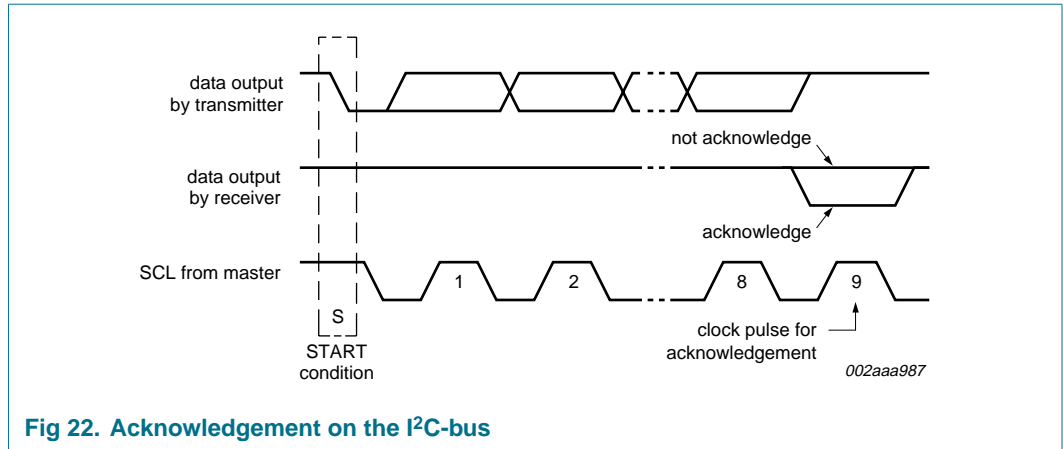 data output
by transmitter
not acknowledge
data output
by receiver
acknowledge
SCL from master
1
2
8
9
S
START
condition
clock pulse for
acknowledgement
002aaa987
Fig 22. Acknowledgement on the I²C-bus